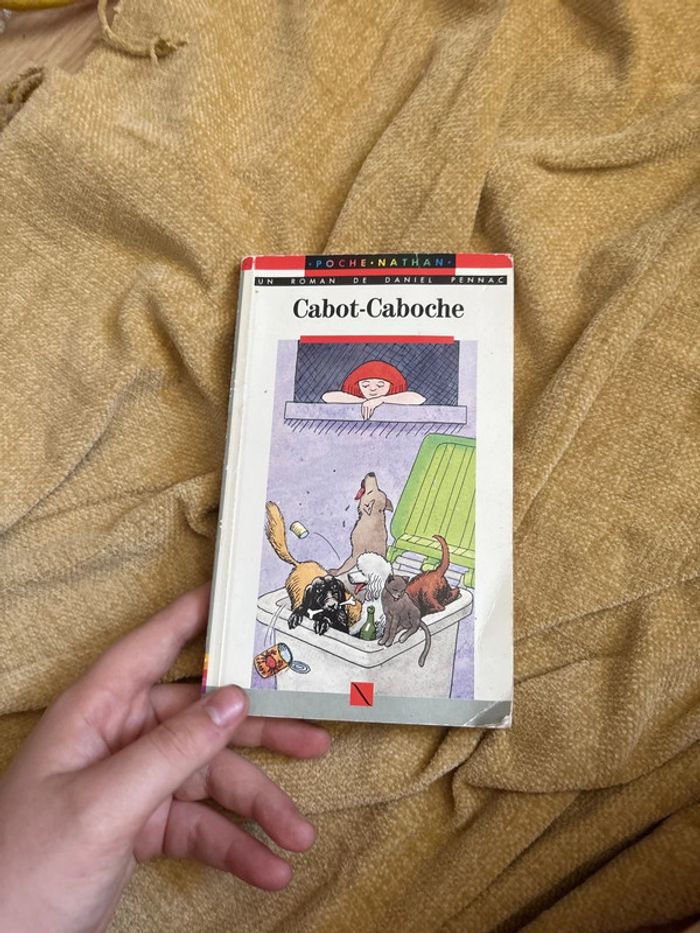 ·POCHE·NATHAN·
UN ROMAN DE DANIEL PENNAC
Cabot-Caboche